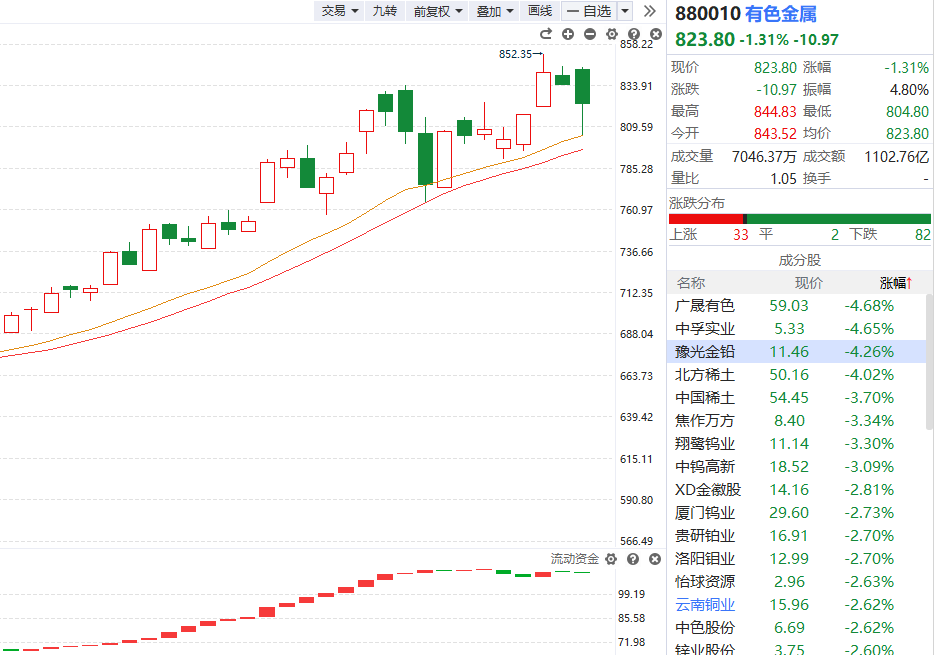 交易 九转 前复权 叠加 画线 — 自选
858.22
852.35
833.91
809.59
785.28
760.97
736.66
712.35
688.04
663.73
639.42
615.11
590.80
566.49
流动资金
99.19
85.58
71.98
880010 有色金属
823.80 -1.31% -10.97
现价 823.80 涨幅 -1.31%
涨跌 -10.97 振幅 4.80%
最高 844.83 最低 804.80
今开 843.52 均价 823.80
成交量 7046.37万 成交额 1102.76亿
量比 1.05 换手 -
涨跌分布
上涨 33 平 2 下跌 82
成分股
名称 现价 涨幅↑
广晟有色 59.03 -4.68%
中孚实业 5.33 -4.65%
豫光金铅 11.46 -4.26%
北方稀土 50.16 -4.02%
中国稀土 54.45 -3.70%
焦作万方 8.40 -3.34%
翔鹭钨业 11.14 -3.30%
中钨高新 18.52 -3.09%
XD金徽股 14.16 -2.81%
厦门钨业 29.60 -2.73%
贵研铂业 16.91 -2.70%
洛阳钼业 12.99 -2.70%
怡球资源 2.96 -2.63%
云南铜业 15.96 -2.62%
中色股份 6.69 -2.62%
锌业股份 3.75 -2.60%